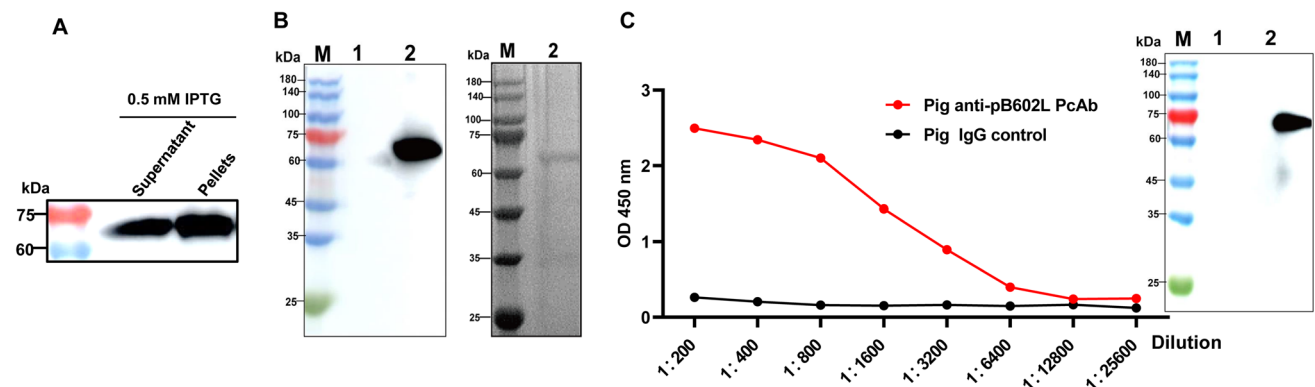 A
0.5 mM IPTG
Supernatant
Pellets
kDa
75
60
B
kDa M 1 2
180
140
100
75
60
45
35
25
kDa M 2
180
140
100
75
60
45
35
25
C
OD 450 nm
3
2
1
0
Pig anti-pB602L PcAb
Pig IgG control
1:200
1:400
1:800
1:1600
1:3200
1:6400
1:12800
1:25600
Dilution
kDa M 1 2
180
140
100
75
60
45
35
25